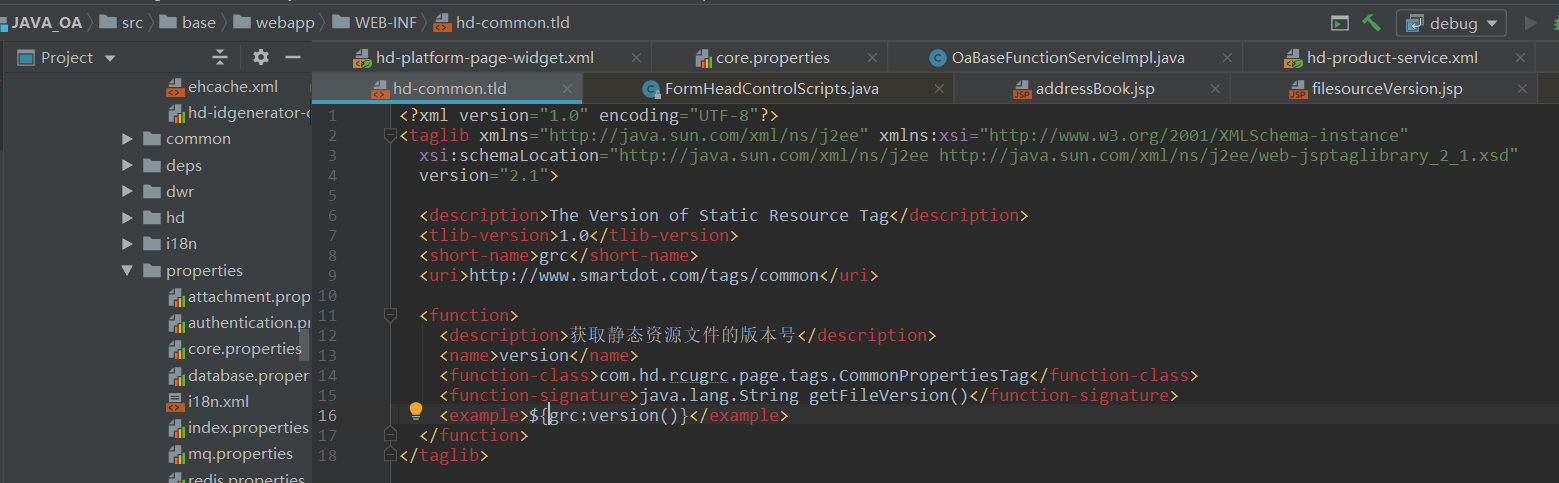 JAVA_OA src base webapp WEB-INF hd-common.tld debug
Project
hd-platform-page-widget.xml core.properties OaBaseFunctionServiceImpl.java hd-product-service.xml
hd-common.tld FormHeadControlScripts.java addressBook.jsp filesourceVersion.jsp
ehcache.xml
hd-idgenerator-c
common
deps
dwr
hd
i18n
properties
attachment.prop
authentication.p
core.properties
database.proper
i18n.xml
index.properties
mq.properties
redis.properties
1 <?xml version="1.0" encoding="UTF-8"?>
2 <taglib xmlns="http://java.sun.com/xml/ns/j2ee" xmlns:xsi="http://www.w3.org/2001/XMLSchema-instance"
3 xsi:schemaLocation="http://java.sun.com/xml/ns/j2ee http://java.sun.com/xml/ns/j2ee/web-jsptaglibrary_2_1.xsd"
4 version="2.1">
5
6 <description>The Version of Static Resource Tag</description>
7 <tlib-version>1.0</tlib-version>
8 <short-name>grc</short-name>
9 <uri>http://www.smartdot.com/tags/common</uri>
10
11 <function>
12 <description>获取静态资源文件的版本号</description>
13 <name>version</name>
14 <function-class>com.hd.rcugrc.page.tags.CommonPropertiesTag</function-class>
15 <function-signature>java.lang.String getFileVersion()</function-signature>
16 <example>${grc:version()}</example>
17 </function>
18 </taglib>